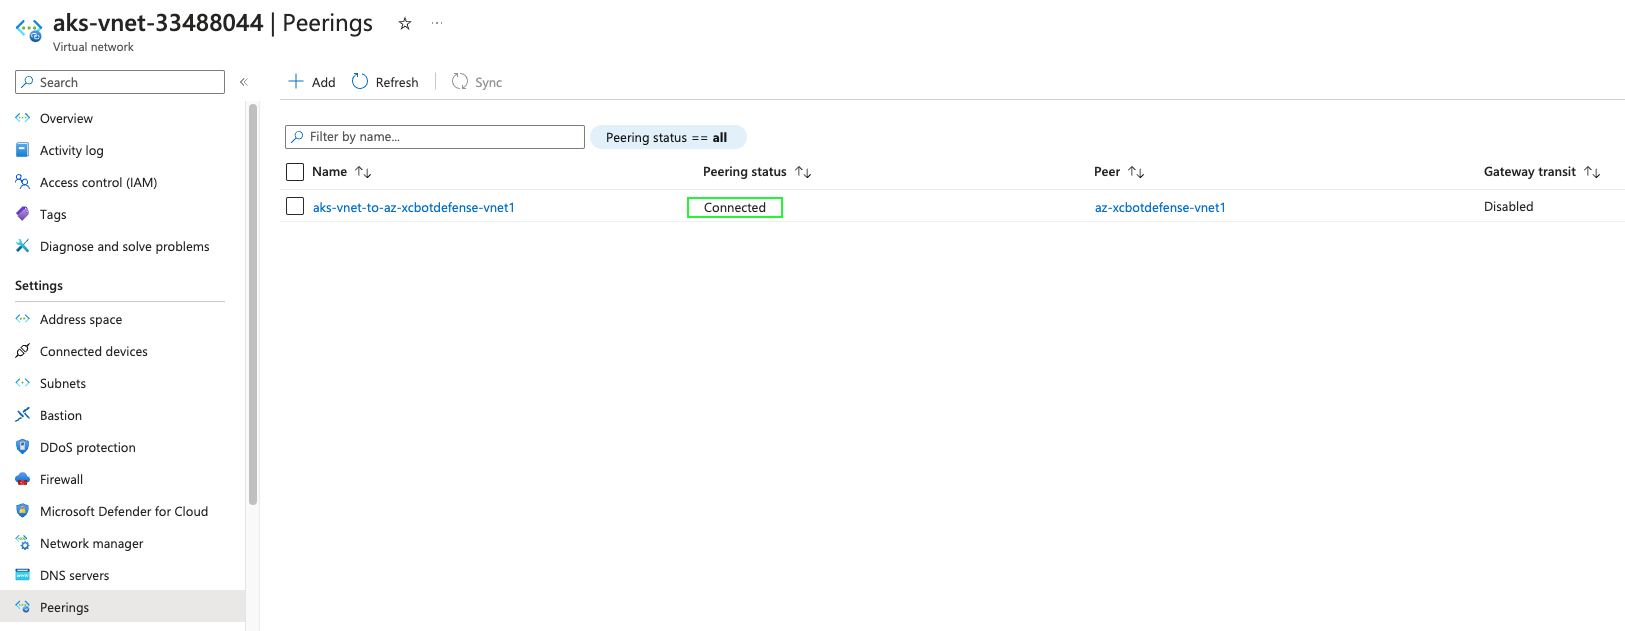 aks-vnet-33488044 | Peerings
Virtual network
Search
Overview
Activity log
Access control (IAM)
Tags
Diagnose and solve problems
Settings
Address space
Connected devices
Subnets
Bastion
DDoS protection
Firewall
Microsoft Defender for Cloud
Network manager
DNS servers
Peerings
Add Refresh Sync
Filter by name... Peering status == all
Name Peering status Peer Gateway transit
aks-vnet-to-az-xcbotdefense-vnet1 Connected az-xcbotdefense-vnet1 Disabled